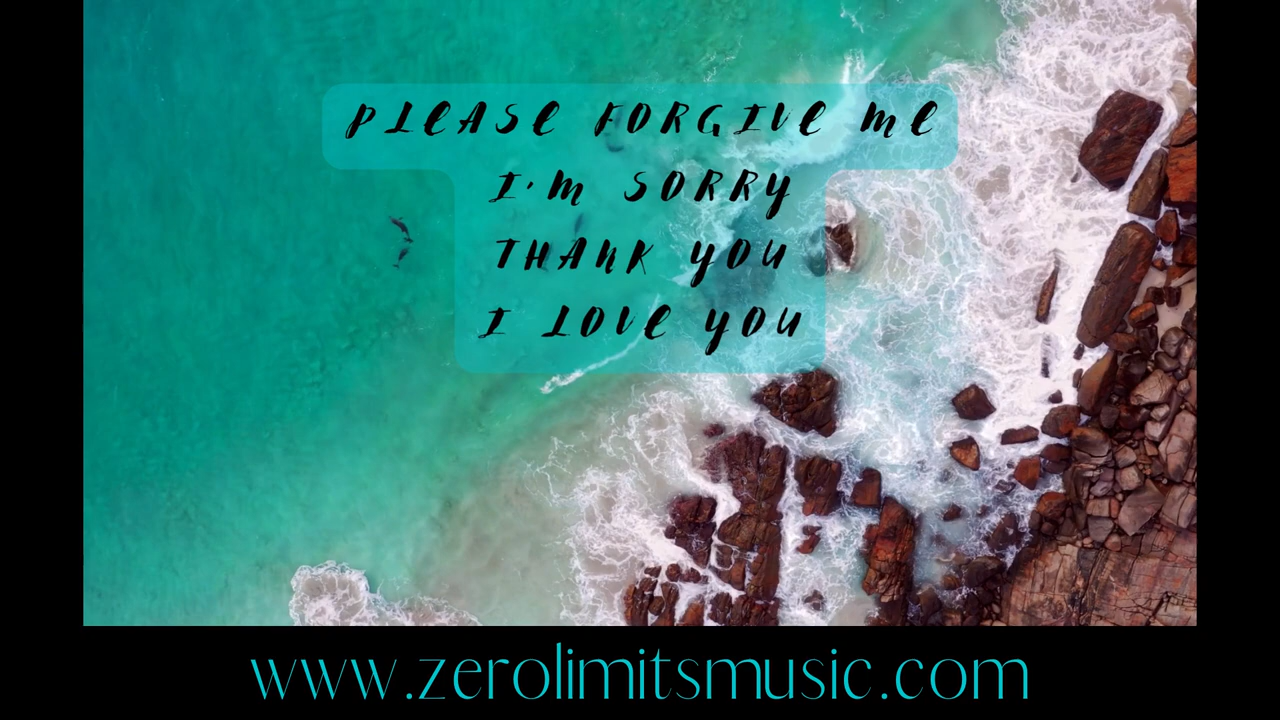 PLEASE FORGIVE ME
I'M SORRY
THANK YOU
I LOVE YOU
www.zerolimitsmusic.com